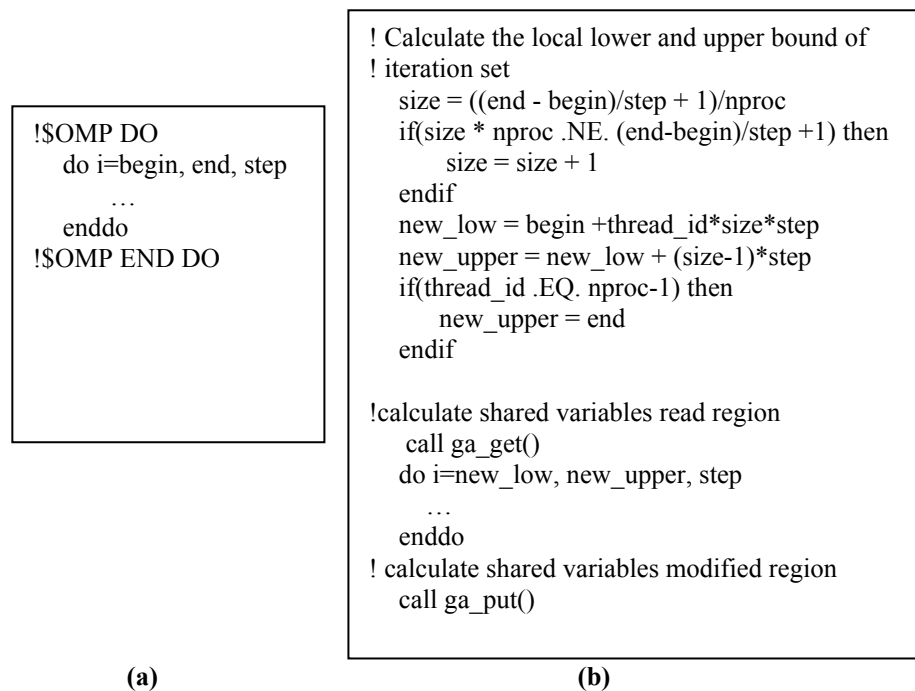 !$OMP DO
do i=begin, end, step
…
enddo
!$OMP END DO
(a)
! Calculate the local lower and upper bound of
! iteration set
size = ((end - begin)/step + 1)/nproc
if(size * nproc .NE. (end-begin)/step +1) then
size = size + 1
endif
new_low = begin +thread_id*size*step
new_upper = new_low + (size-1)*step
if(thread_id .EQ. nproc-1) then
new_upper = end
endif
!calculate shared variables read region
call ga_get()
do i=new_low, new_upper, step
…
enddo
! calculate shared variables modified region
call ga_put()
(b)